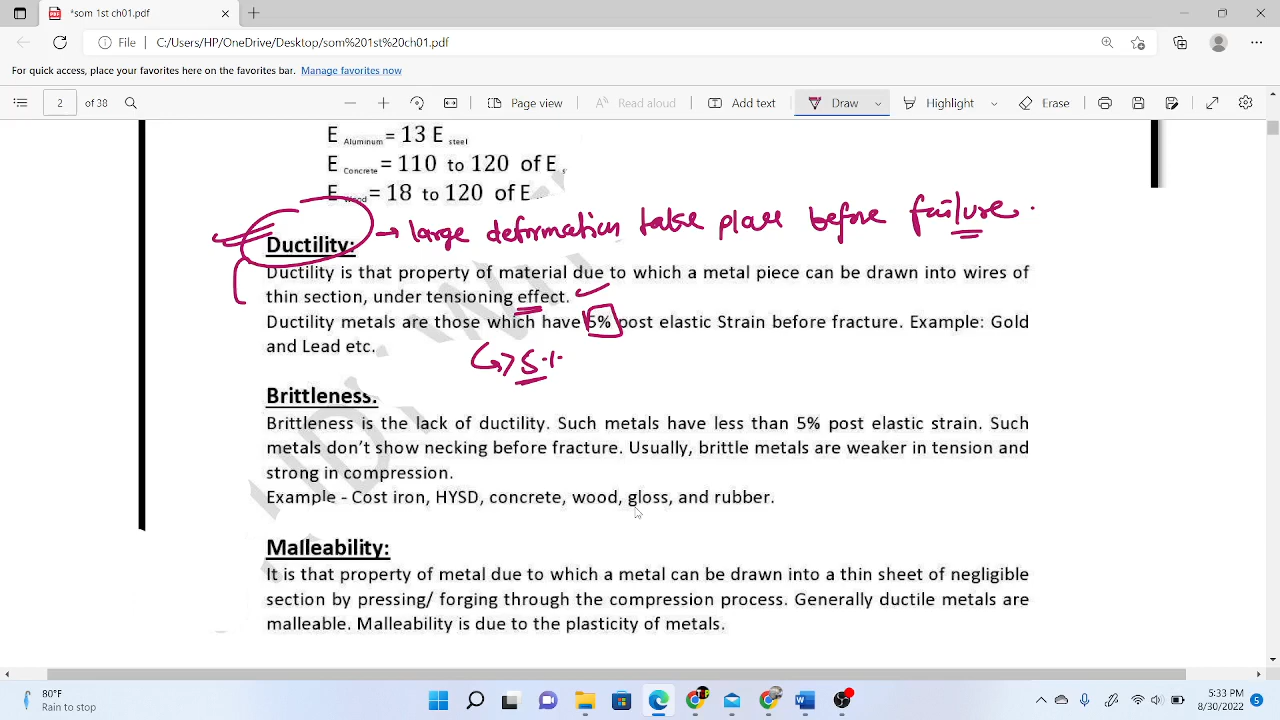 *som 1st ch01.pdf
File C:/Users/HP/OneDrive/Desktop/som%201st%20ch01.pdf
For quick access, place your favorites here on the favorites bar. Manage favorites now
2 of 38 Page view Read aloud Add text Draw Highlight Erase
E Aluminum = 13 E steel
E Concrete = 110 to 120 of E s
E Wood = 18 to 120 of E
→ large deformation take place before failure.
Ductility:
Ductility is that property of material due to which a metal piece can be drawn into wires of
thin section, under tensioning effect.
Ductility metals are those which have 5% post elastic Strain before fracture. Example: Gold
and Lead etc.
> 5%
Brittleness:
Brittleness is the lack of ductility. Such metals have less than 5% post elastic strain. Such
metals don't show necking before fracture. Usually, brittle metals are weaker in tension and
strong in compression.
Example - Cost iron, HYSD, concrete, wood, gloss, and rubber.
Malleability:
It is that property of metal due to which a metal can be drawn into a thin sheet of negligible
section by pressing/ forging through the compression process. Generally ductile metals are
malleable. Malleability is due to the plasticity of metals.
80°F
Rain to stop
5:33 PM
8/30/2022
5